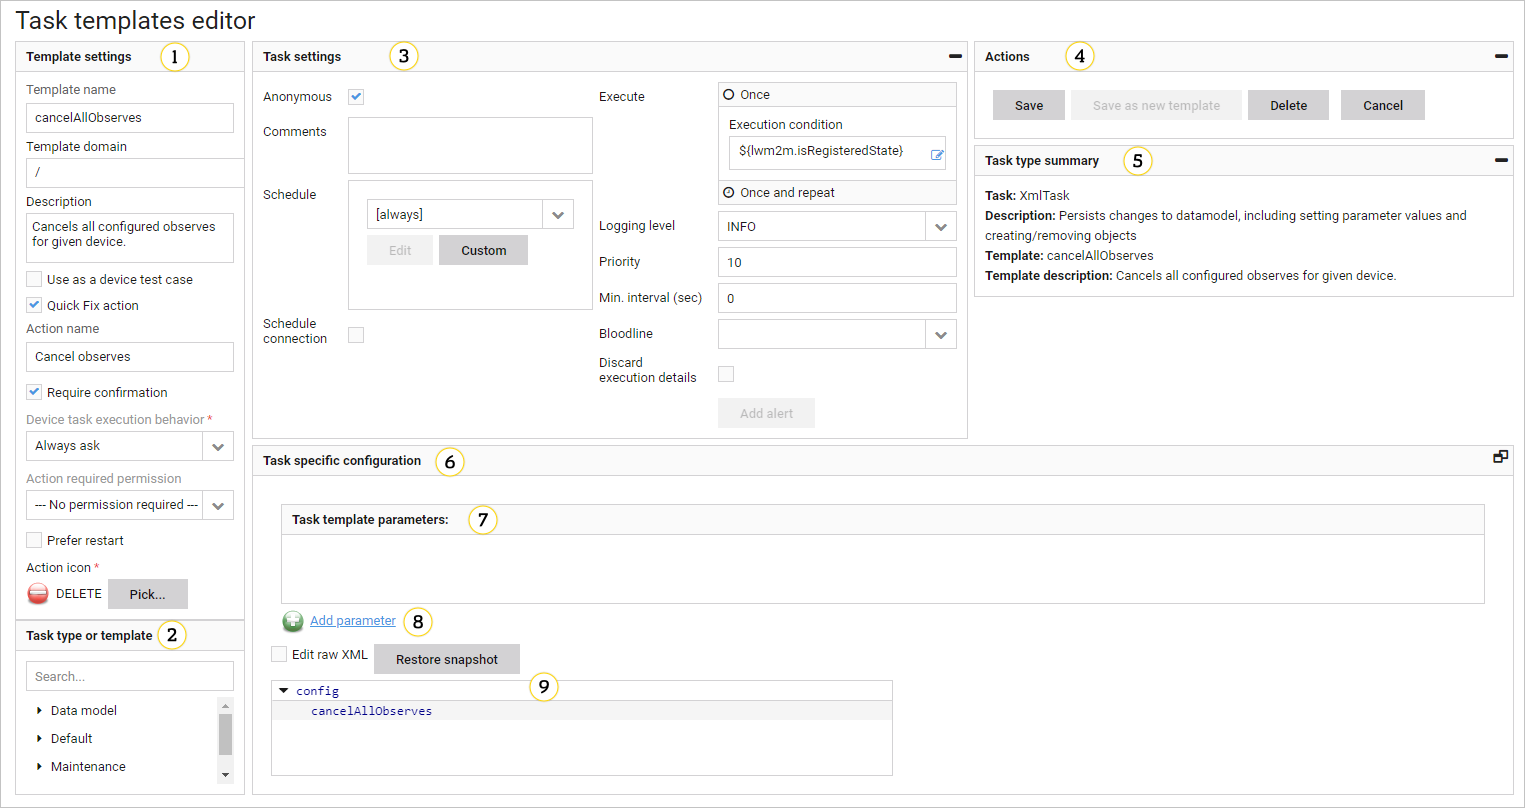 Task templates editor
Template settings 1
Template name
cancelAllObserves
Template domain
/
Description
Cancels all configured observes
for given device.
Use as a device test case
Quick Fix action
Action name
Cancel observes
Require confirmation
Device task execution behavior *
Always ask
Action required permission
--- No permission required ---
Prefer restart
Action icon *
DELETE Pick...
Task type or template 2
Search...
Data model
Default
Maintenance
Task settings 3
Anonymous
Comments
Schedule
[always]
Edit Custom
Schedule
connection
Execute
Once
Execution condition
${lwm2m.isRegisteredState}
Once and repeat
Logging level INFO
Priority 10
Min. interval (sec) 0
Bloodline
Discard
execution details
Add alert
Actions 4
Save Save as new template Delete Cancel
Task type summary 5
Task: XmlTask
Description: Persists changes to datamodel, including setting parameter values and
creating/removing objects
Template: cancelAllObserves
Template description: Cancels all configured observes for given device.
Task specific configuration 6
Task template parameters: 7
Add parameter 8
Edit raw XML Restore snapshot
9
config
cancelAllObserves